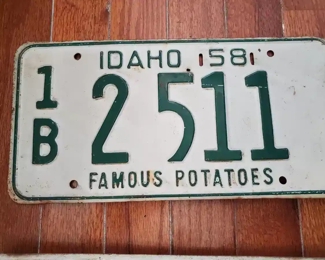 IDAHO 58
1B 2 511
FAMOUS POTATOES